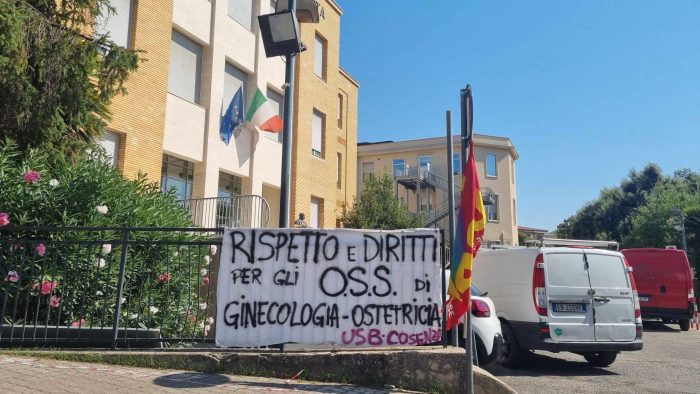 RISPETTO E DIRITTI
PER GLI O.S.S. DI
GINECOLOGIA-OSTETRICIA
USB-COSENZA